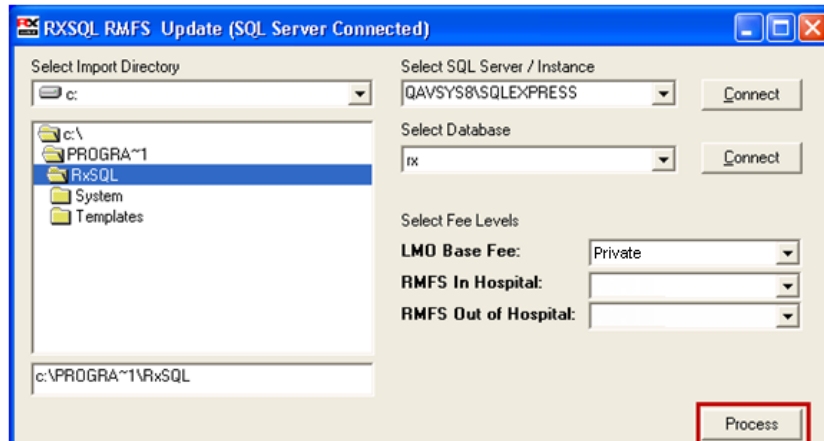 RXSQL RMFS Update (SQL Server Connected)
Select Import Directory
c:
c:\
PROGRA~1
RxSQL
System
Templates
c:\PROGRA~1\RxSQL
Select SQL Server / Instance
QAVSYS8\SQLEXPRESS
Connect
Select Database
rx
Connect
Select Fee Levels
LMO Base Fee: Private
RMFS In Hospital:
RMFS Out of Hospital:
Process